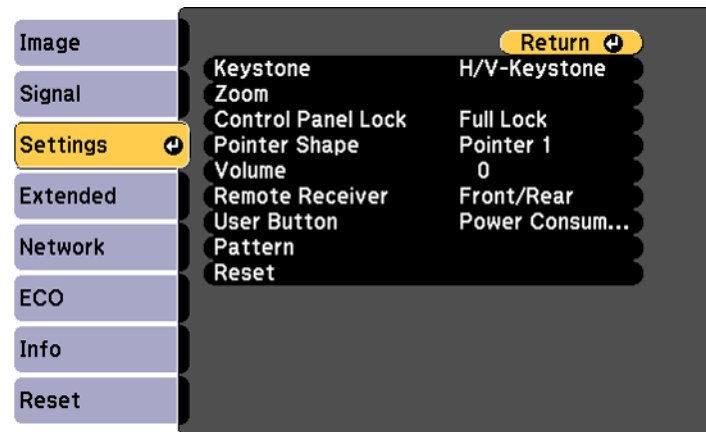 Image
Signal
Settings
Extended
Network
ECO
Info
Reset
Return
Keystone H/V-Keystone
Zoom
Control Panel Lock Full Lock
Pointer Shape Pointer 1
Volume 0
Remote Receiver Front/Rear
User Button Power Consum...
Pattern
Reset